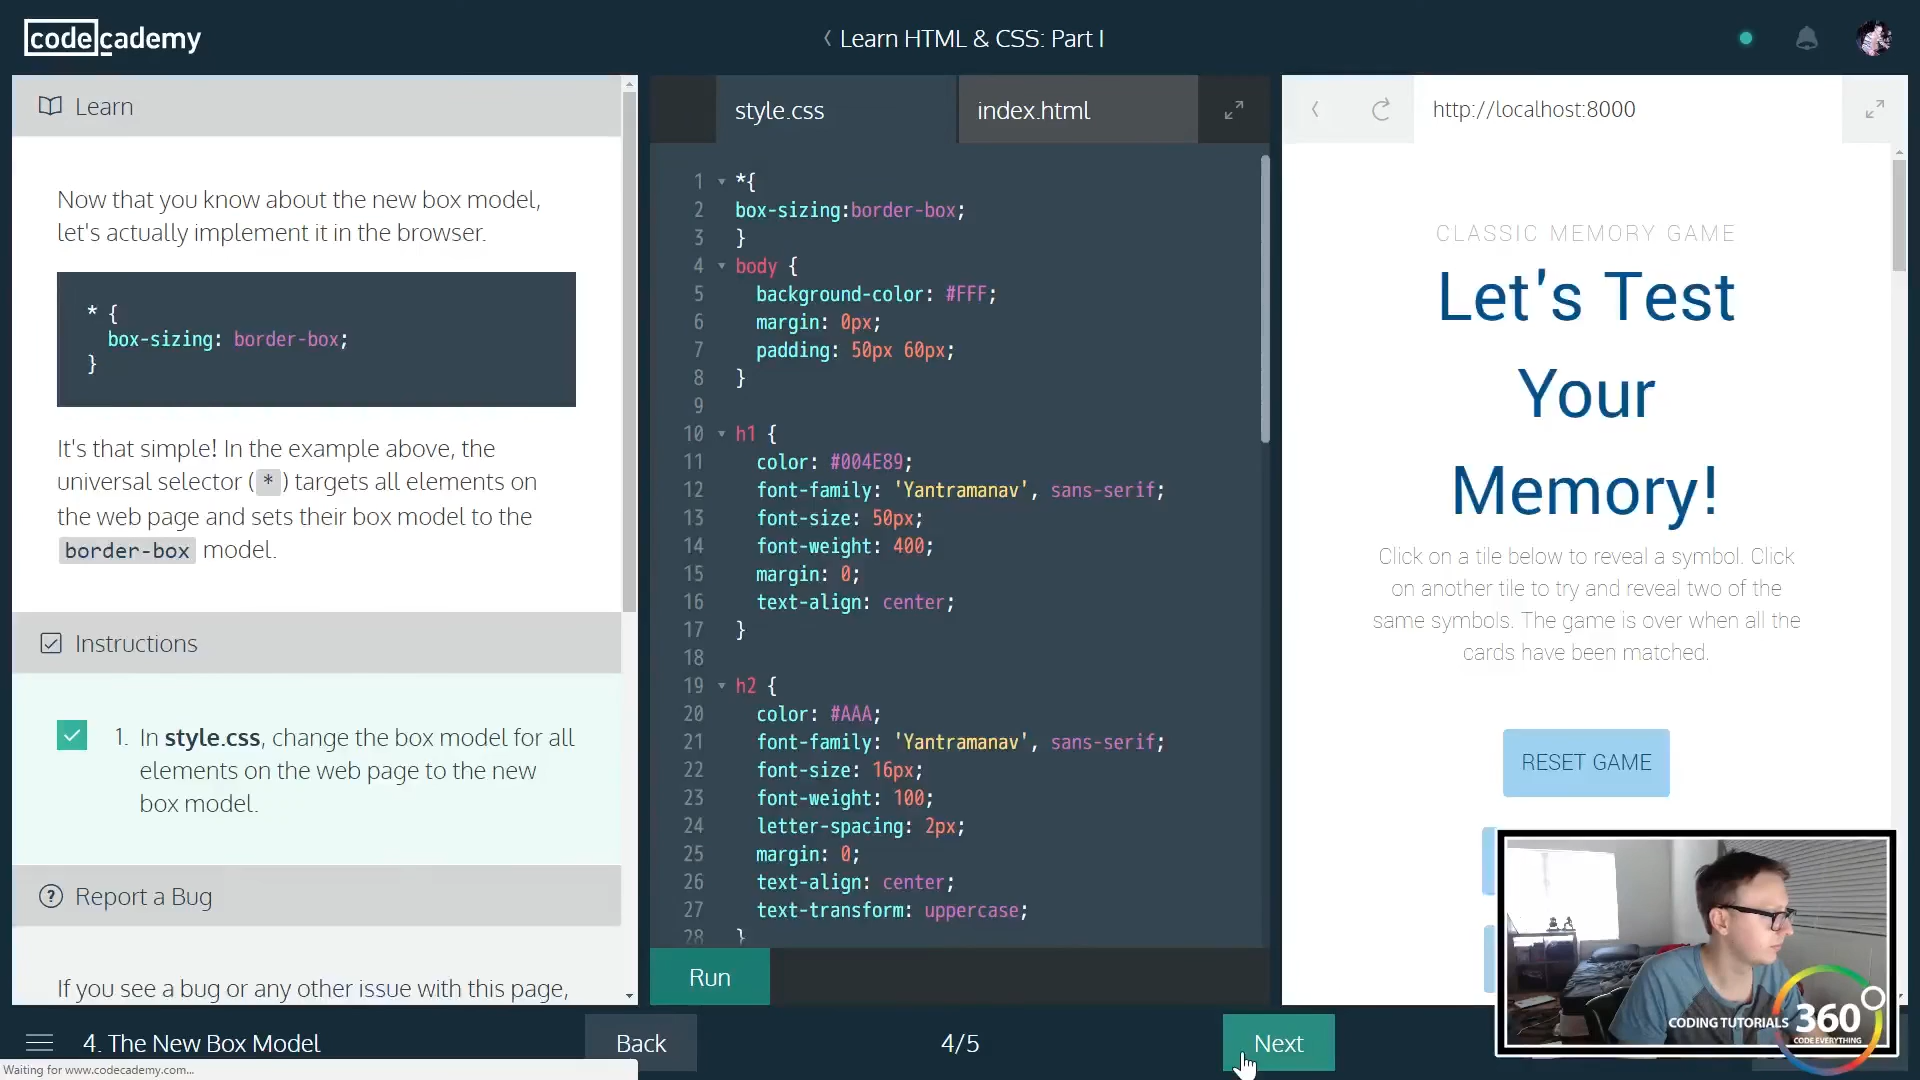 codecademy
Learn HTML & CSS: Part I
Learn
Now that you know about the new box model,
let's actually implement it in the browser.
* {
box-sizing: border-box;
}
It's that simple! In the example above, the
universal selector ( * ) targets all elements on
the web page and sets their box model to the
border-box model.
Instructions
1. In style.css, change the box model for all
elements on the web page to the new
box model.
Report a Bug
If you see a bug or any other issue with this page,
style.css
index.html
1 *{
2 box-sizing:border-box;
3 }
4 body {
5 background-color: #FFF;
6 margin: 0px;
7 padding: 50px 60px;
8 }
9
10 h1 {
11 color: #004E89;
12 font-family: 'Yantramanav', sans-serif;
13 font-size: 50px;
14 font-weight: 400;
15 margin: 0;
16 text-align: center;
17 }
18
19 h2 {
20 color: #AAA;
21 font-family: 'Yantramanav', sans-serif;
22 font-size: 16px;
23 font-weight: 100;
24 letter-spacing: 2px;
25 margin: 0;
26 text-align: center;
27 text-transform: uppercase;
28 }
Run
http://localhost:8000
CLASSIC MEMORY GAME
Let's Test
Your
Memory!
Click on a tile below to reveal a symbol. Click
on another tile to try and reveal two of the
same symbols. The game is over when all the
cards have been matched.
RESET GAME
CODING TUTORIALS 360
CODE EVERYTHING
4. The New Box Model
Back
4/5
Next
Waiting for www.codecademy.com...